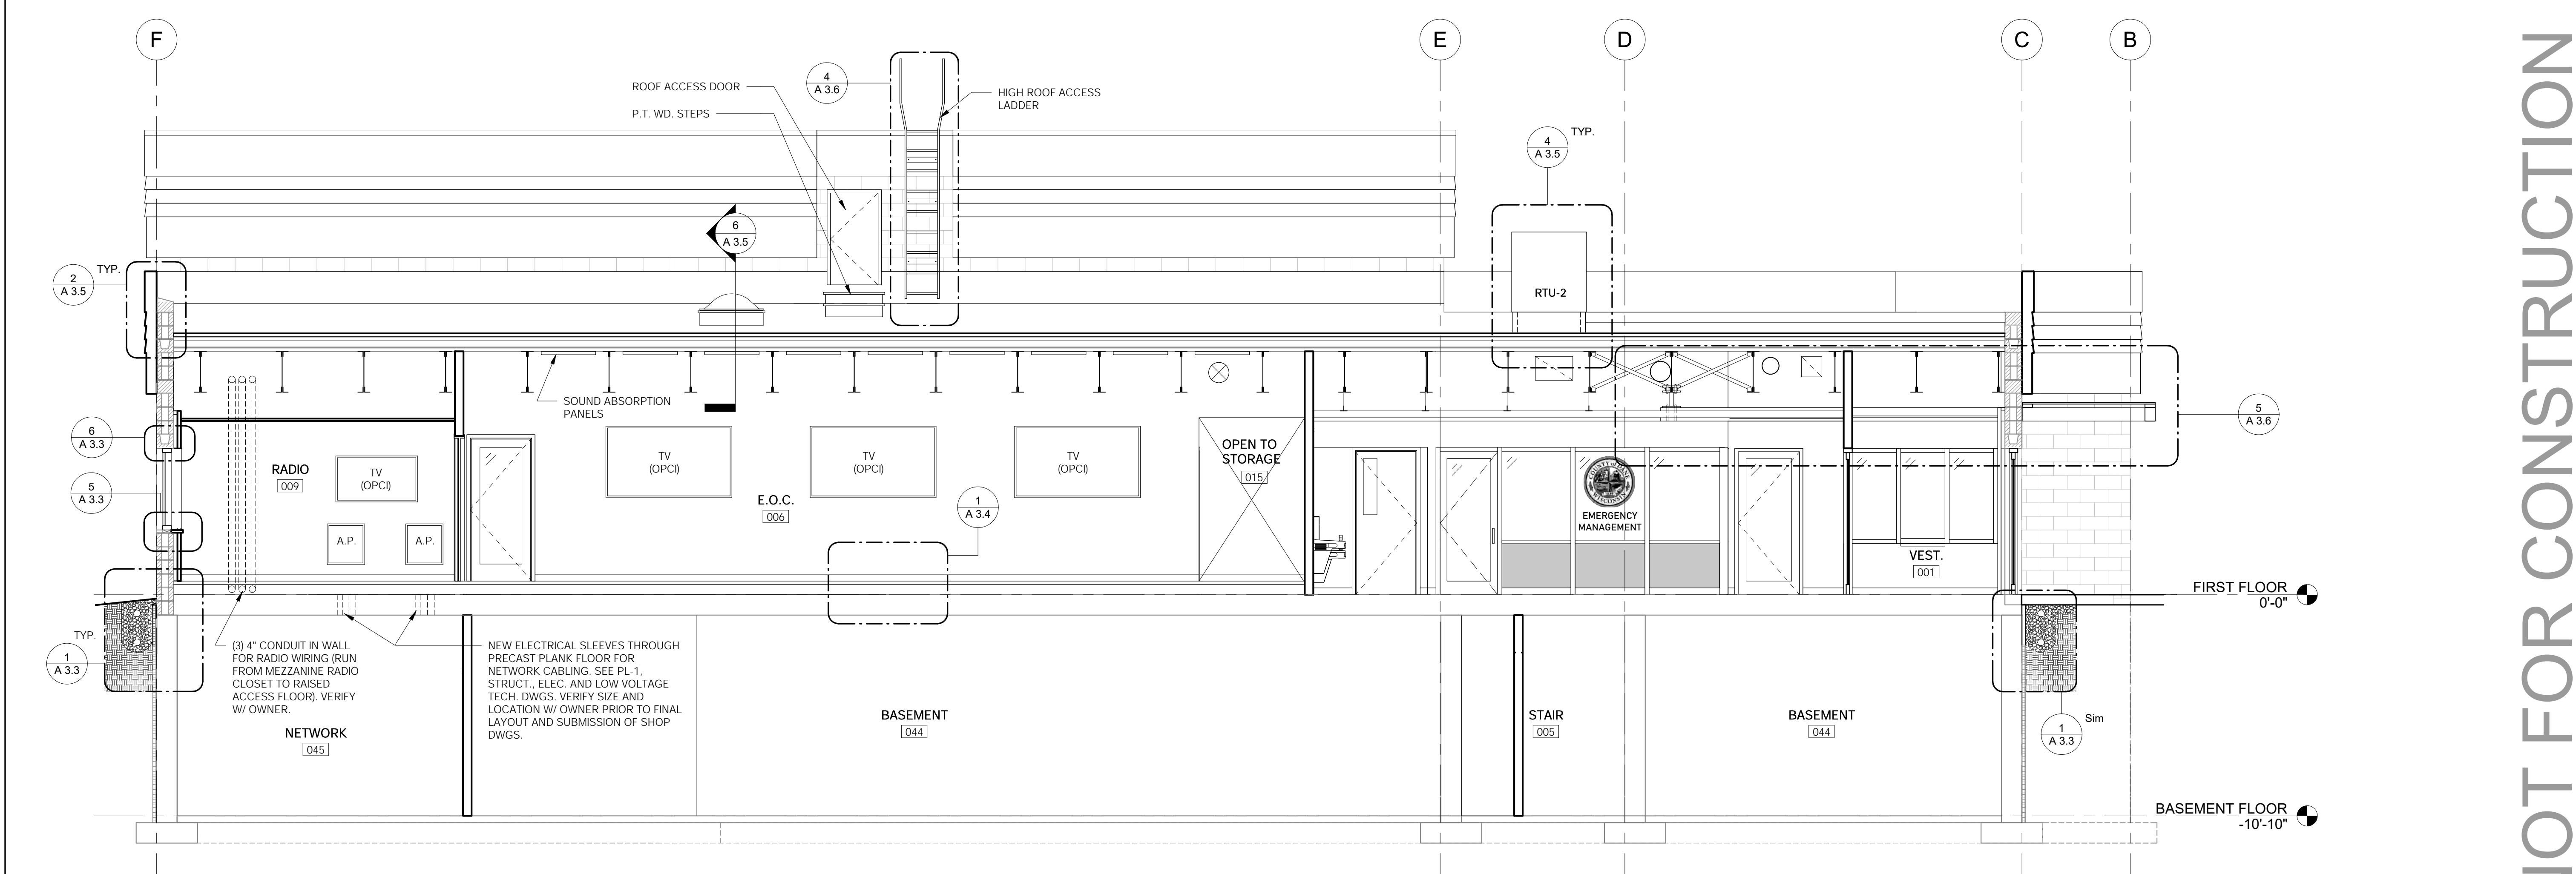 F
E
D
C
B
4
A 3.6
ROOF ACCESS DOOR
P.T. WD. STEPS
HIGH ROOF ACCESS
LADDER
4
A 3.5
TYP.
6
A 3.5
2
A 3.5
TYP.
RTU-2
SOUND ABSORPTION
PANELS
6
A 3.3
5
A 3.3
5
A 3.6
RADIO
009
TV
(OPCI)
A.P.
A.P.
TV
(OPCI)
TV
(OPCI)
TV
(OPCI)
E.O.C.
006
1
A 3.4
OPEN TO
STORAGE
015
COUNTY of DANE
WISCONSIN
EMERGENCY
MANAGEMENT
VEST.
001
FIRST FLOOR
0'-0"
TYP.
1
A 3.3
(3) 4" CONDUIT IN WALL
FOR RADIO WIRING (RUN
FROM MEZZANINE RADIO
CLOSET TO RAISED
ACCESS FLOOR). VERIFY
W/ OWNER.
NEW ELECTRICAL SLEEVES THROUGH
PRECAST PLANK FLOOR FOR
NETWORK CABLING. SEE PL-1,
STRUCT., ELEC. AND LOW VOLTAGE
TECH. DWGS. VERIFY SIZE AND
LOCATION W/ OWNER PRIOR TO FINAL
LAYOUT AND SUBMISSION OF SHOP
DWGS.
NETWORK
045
BASEMENT
044
STAIR
005
BASEMENT
044
1
A 3.3
Sim
BASEMENT FLOOR
-10'-10"
NOT FOR CONSTRUCTION